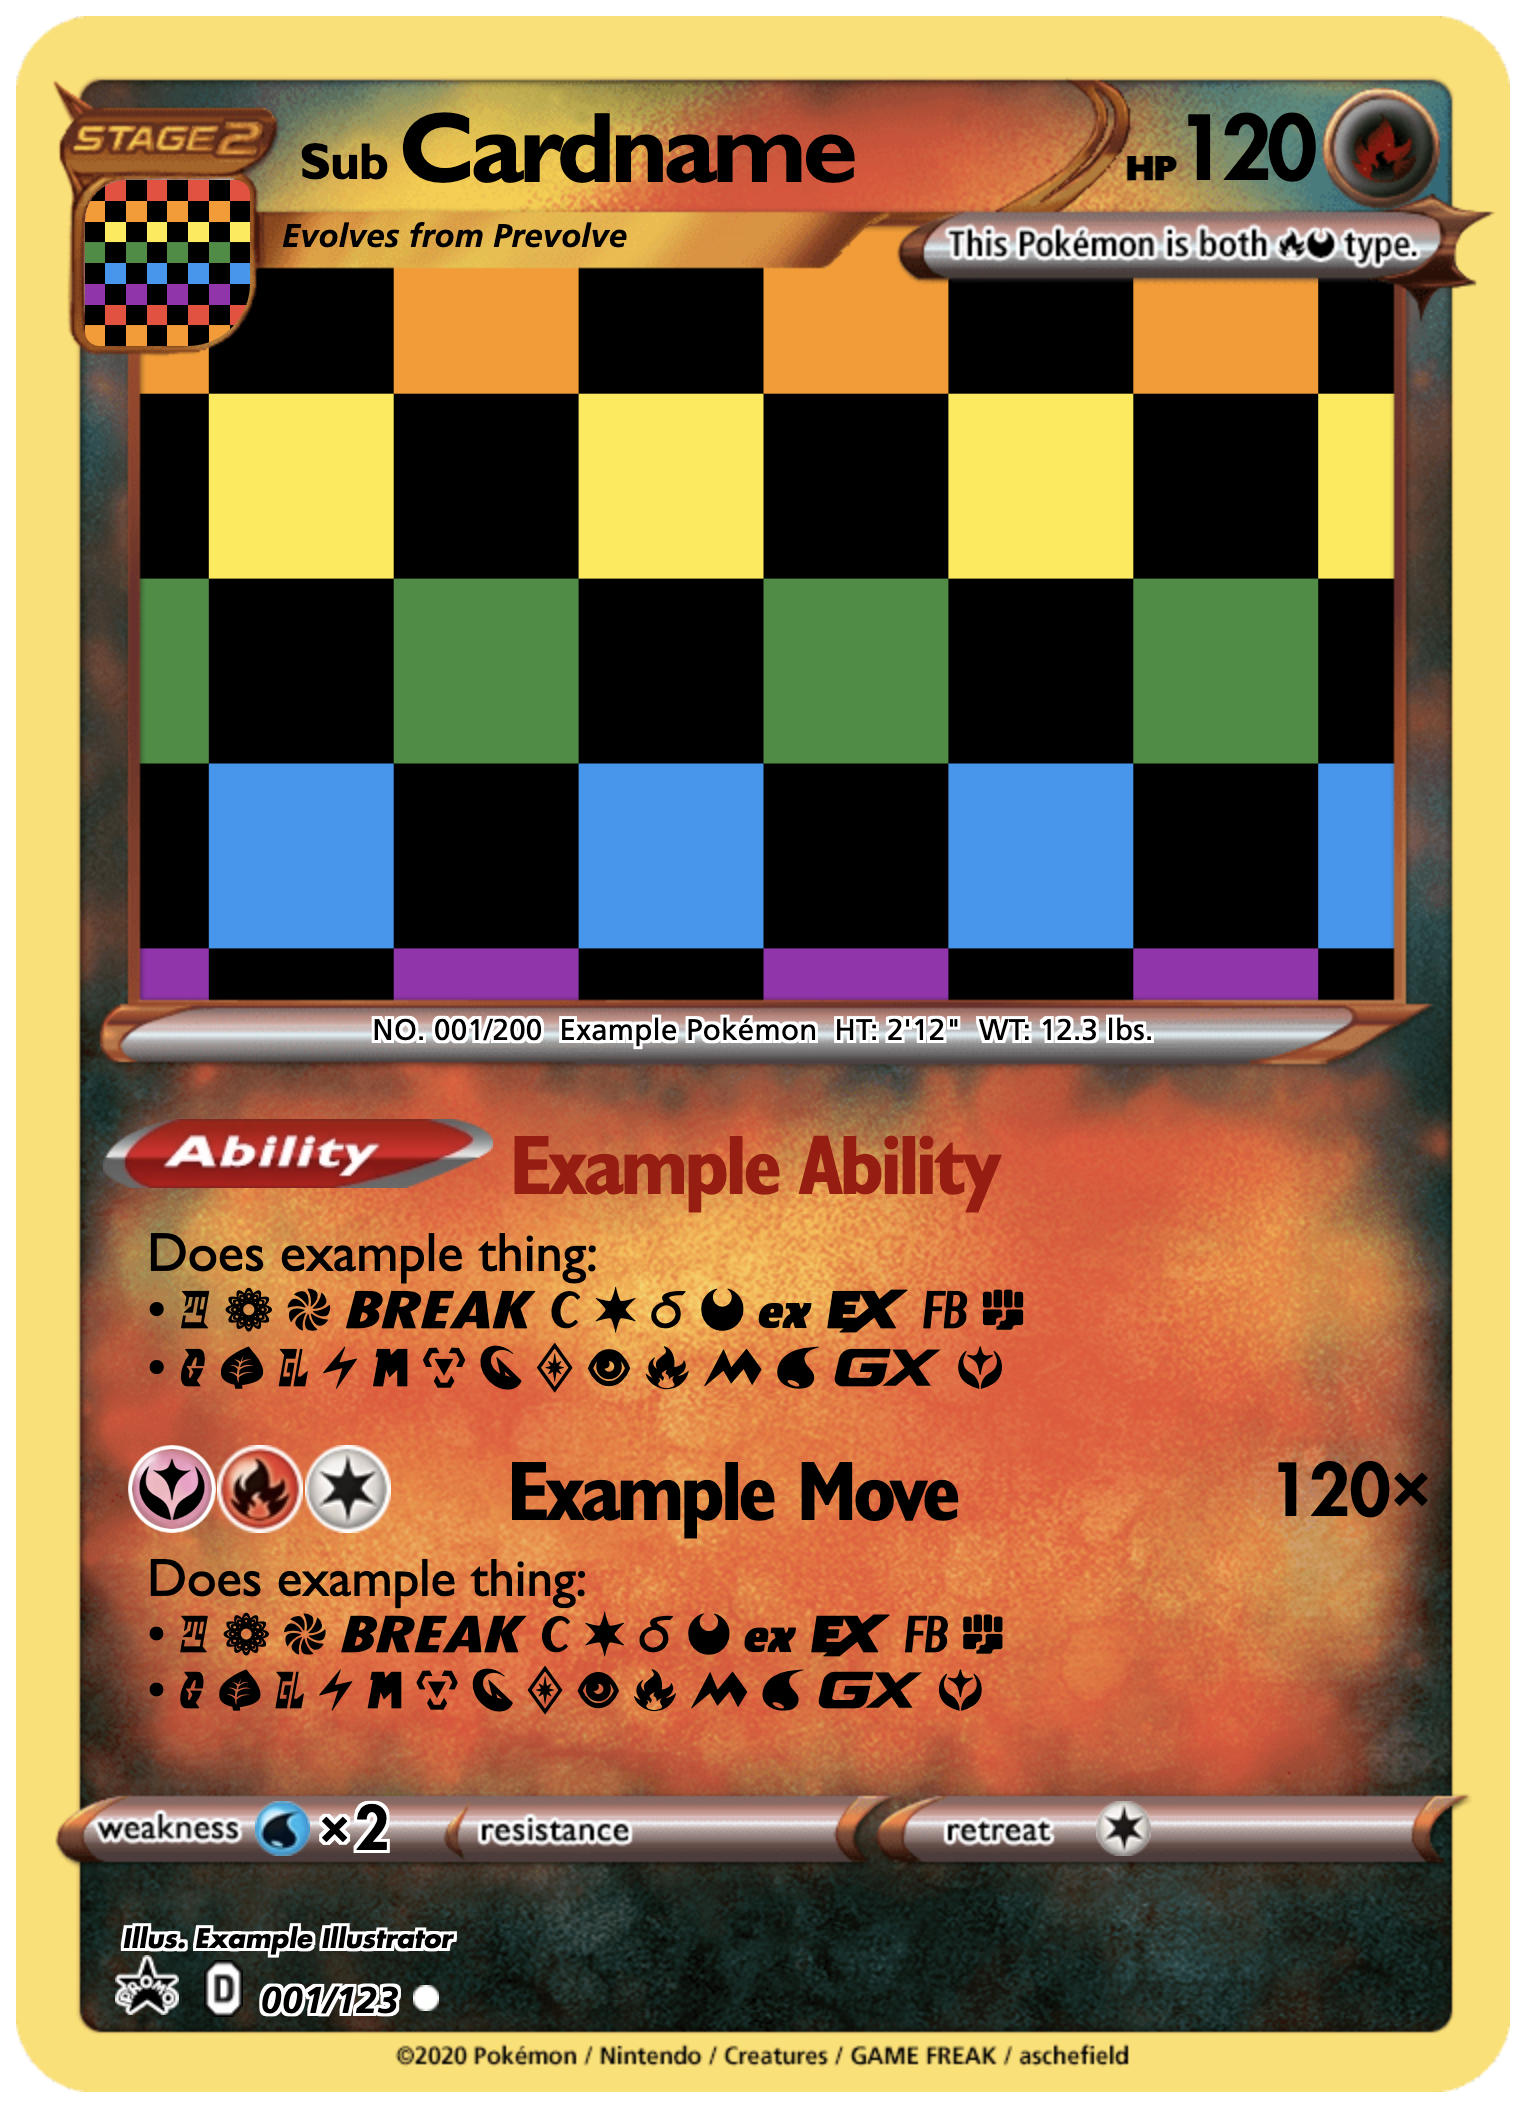 STAGE2 Sub Cardname HP 120
Evolves from Prevolve
This Pokémon is both type.
NO. 001/200 Example Pokémon HT: 2'12" WT: 12.3 lbs.
Ability Example Ability
Does example thing:
• BREAK C δ ex EX FB
• G GL M GX
Example Move 120×
Does example thing:
• BREAK C δ ex EX FB
• G GL M GX
weakness ×2 resistance retreat
Illus. Example Illustrator
PROMO D 001/123
©2020 Pokémon / Nintendo / Creatures / GAME FREAK / aschefield